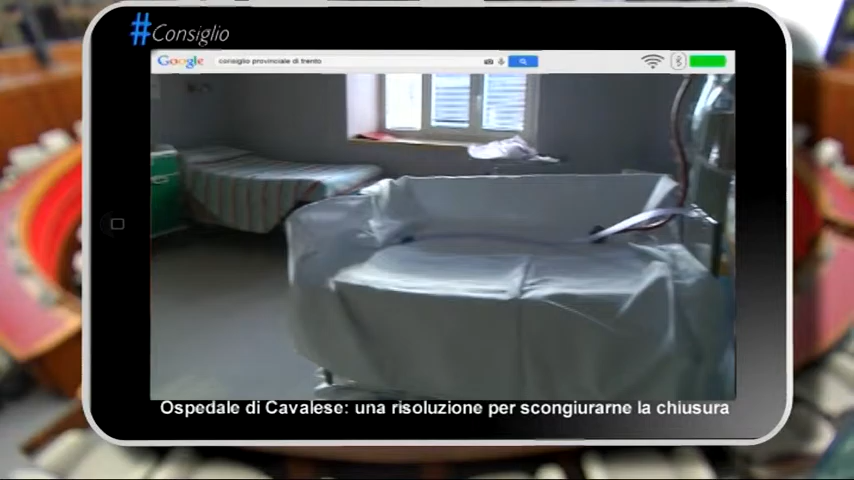 #Consiglio
Google consiglio provinciale di trento
Ospedale di Cavalese: una risoluzione per scongiurarne la chiusura